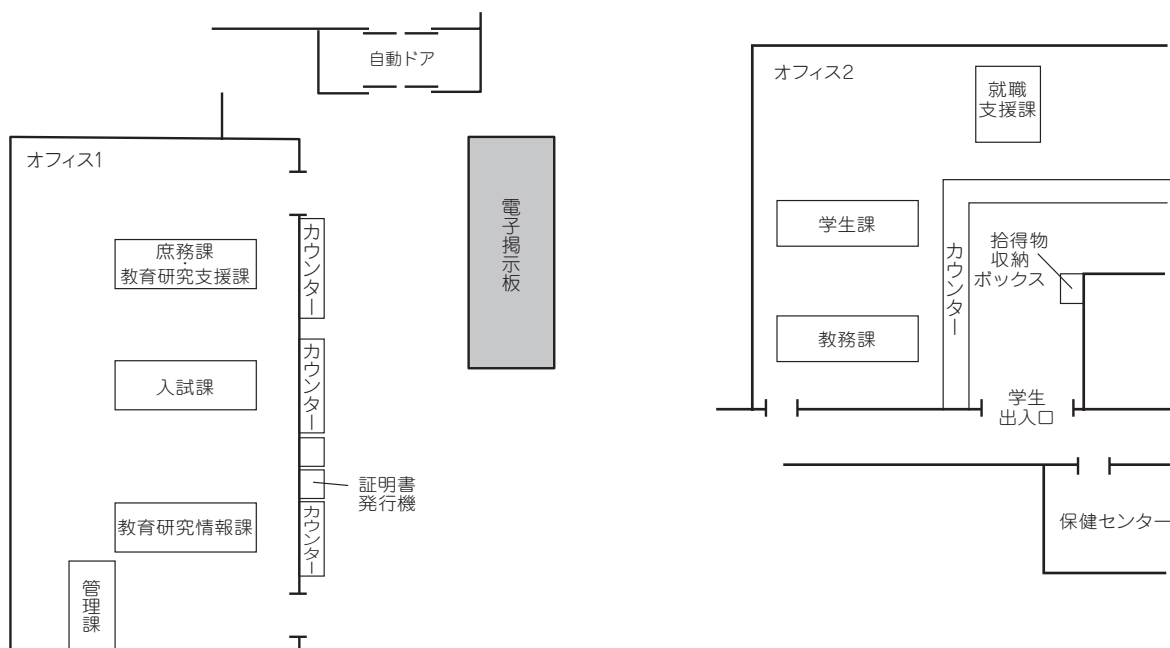 自動ドア
オフィス1
庶務課
・
教育研究支援課
入試課
教育研究情報課
管理課
カウンター
カウンター
カウンター
証明書
発行機
電子掲示板
オフィス2
就職
支援課
学生課
教務課
カウンター
拾得物
収納
ボックス
学生
出入口
保健センター